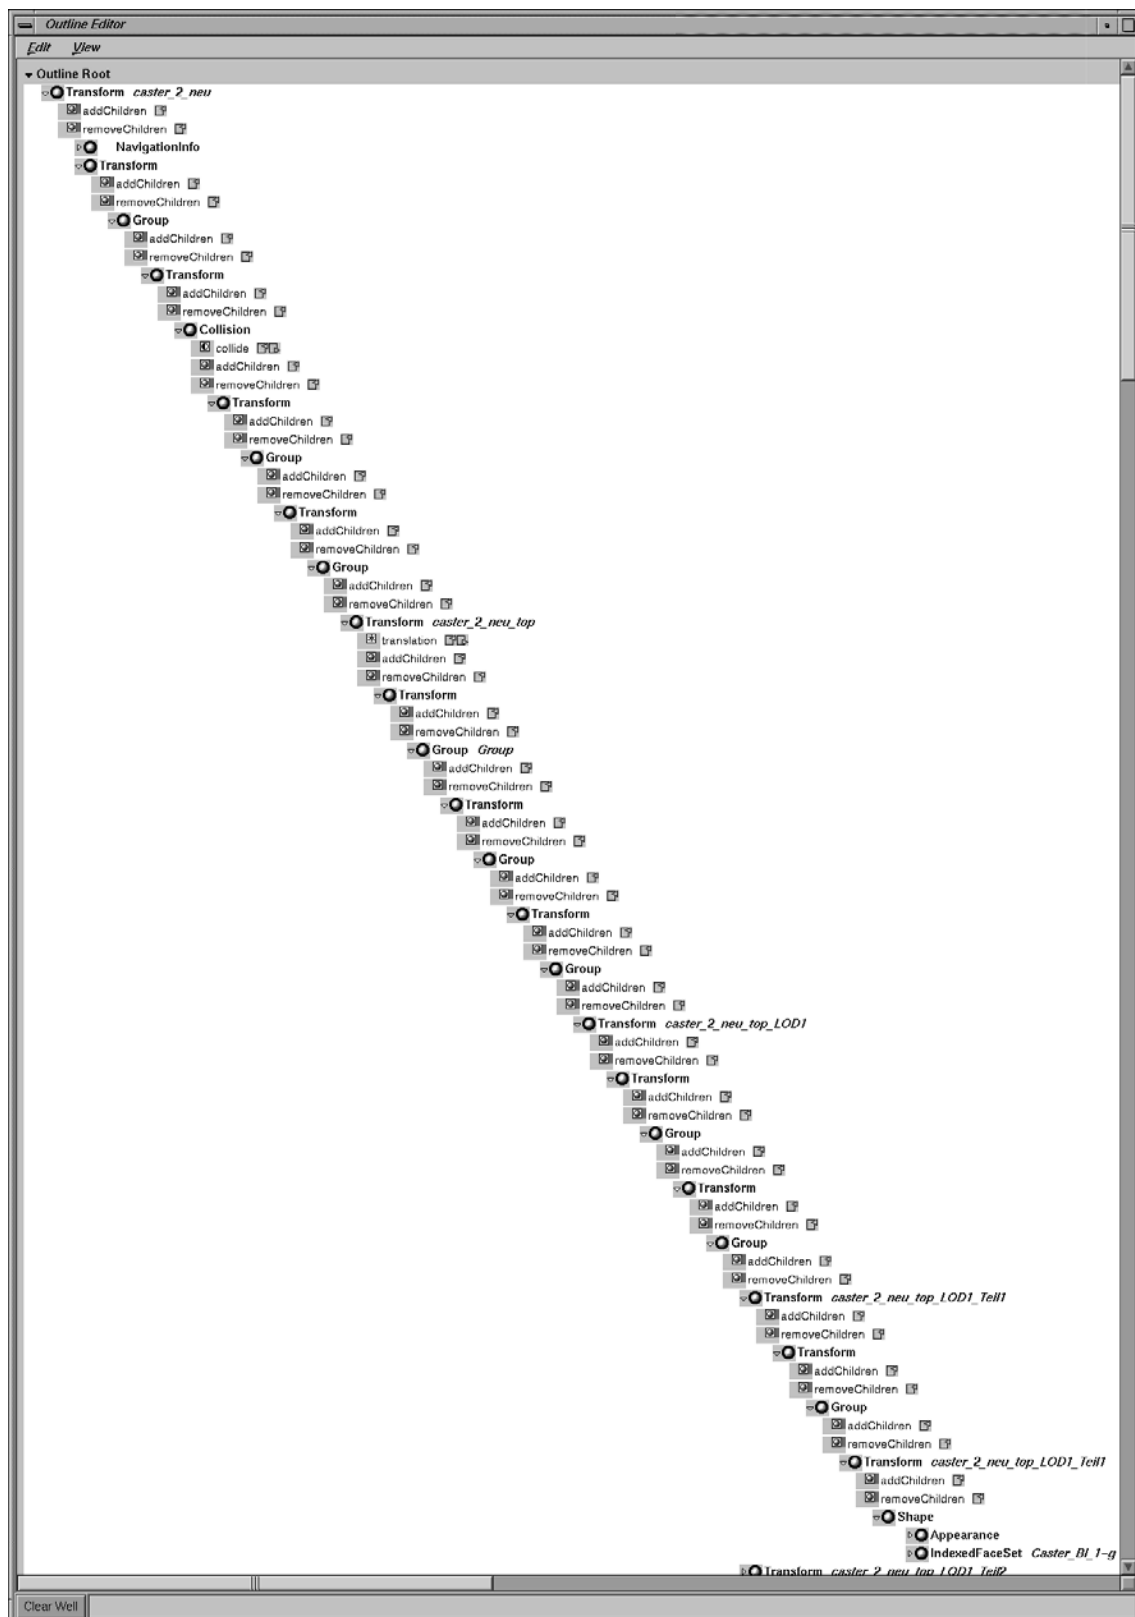 Outline Editor
Edit View
Outline Root
Transform caster_2_neu
addChildren
removeChildren
NavigationInfo
Transform
addChildren
removeChildren
Group
addChildren
removeChildren
Transform
addChildren
removeChildren
Collision
collide
addChildren
removeChildren
Transform
addChildren
removeChildren
Group
addChildren
removeChildren
Transform
addChildren
removeChildren
Group
addChildren
removeChildren
Transform caster_2_neu_top
translation
addChildren
removeChildren
Transform
addChildren
removeChildren
Group Group
addChildren
removeChildren
Transform
addChildren
removeChildren
Group
addChildren
removeChildren
Transform
addChildren
removeChildren
Group
addChildren
removeChildren
Transform caster_2_neu_top_LOD1
addChildren
removeChildren
Transform
addChildren
removeChildren
Group
addChildren
removeChildren
Transform
addChildren
removeChildren
Group
addChildren
removeChildren
Transform caster_2_neu_top_LOD1_Teil1
addChildren
removeChildren
Transform
addChildren
removeChildren
Group
addChildren
removeChildren
Transform caster_2_neu_top_LOD1_Teil1
addChildren
removeChildren
Shape
Appearance
IndexedFaceSet Caster_Bl_1-g
Transform caster_2_neu_top_LOD1_Teil2
Clear Well